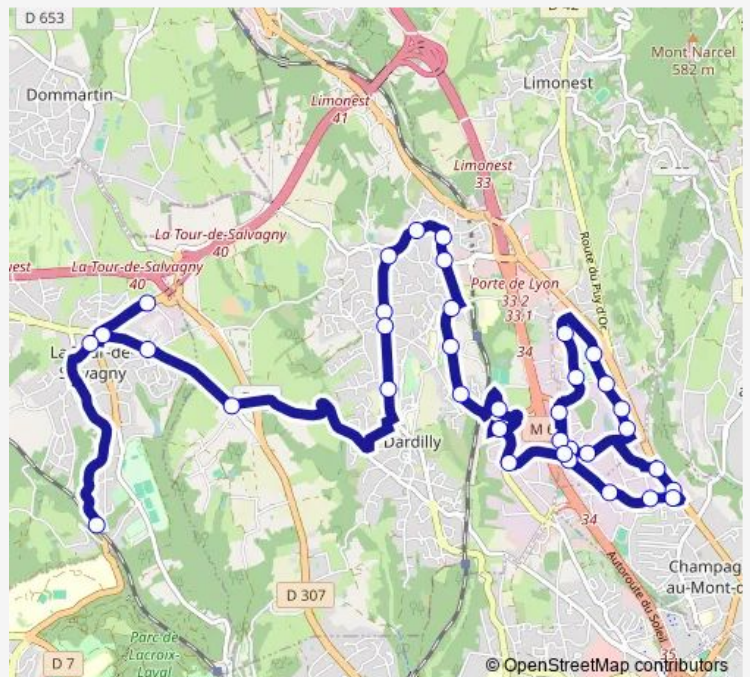 D 653
D 42
Mont Narcel
582 m
Limonest
Dommartin
Limonest
41
Limonest
33
La Tour-de-Salvagny
40
Route du Puy d'Or
La Tour-de-Salvagny
40
Porte de Lyon
33.2
33.1
34
M 6
Dardilly
34
Champag
au-Mont-d
Autoroute du Soleil
D 307
Parc de
Lacroix-
Laval
35
D 7
© OpenStreetMap contributors